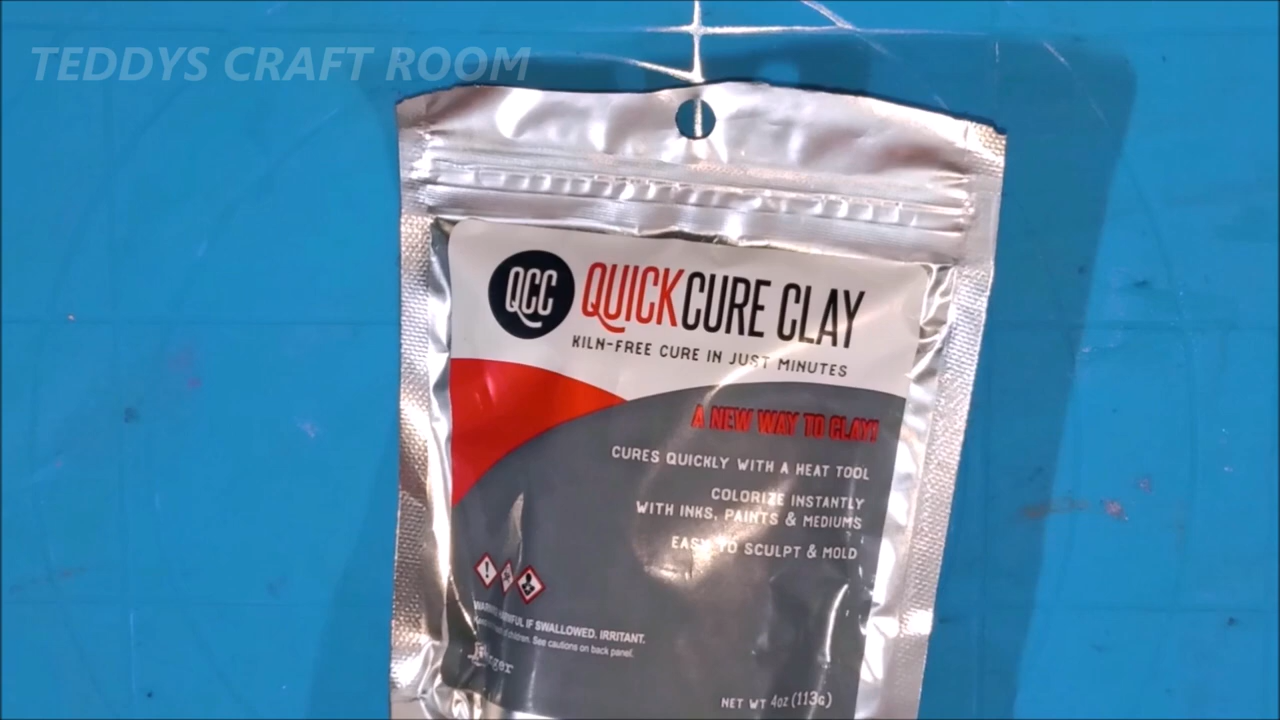 TEDDYS CRAFT ROOM
QCC QUICKCURE CLAY
KILN-FREE CURE IN JUST MINUTES
A NEW WAY TO CLAY!
CURES QUICKLY WITH A HEAT TOOL
COLORIZE INSTANTLY
WITH INKS, PAINTS & MEDIUMS
EASY TO SCULPT & MOLD
IF SWALLOWED. IRRITANT.
of children. See cautions on back panel.
NET WT 4oz (113g)